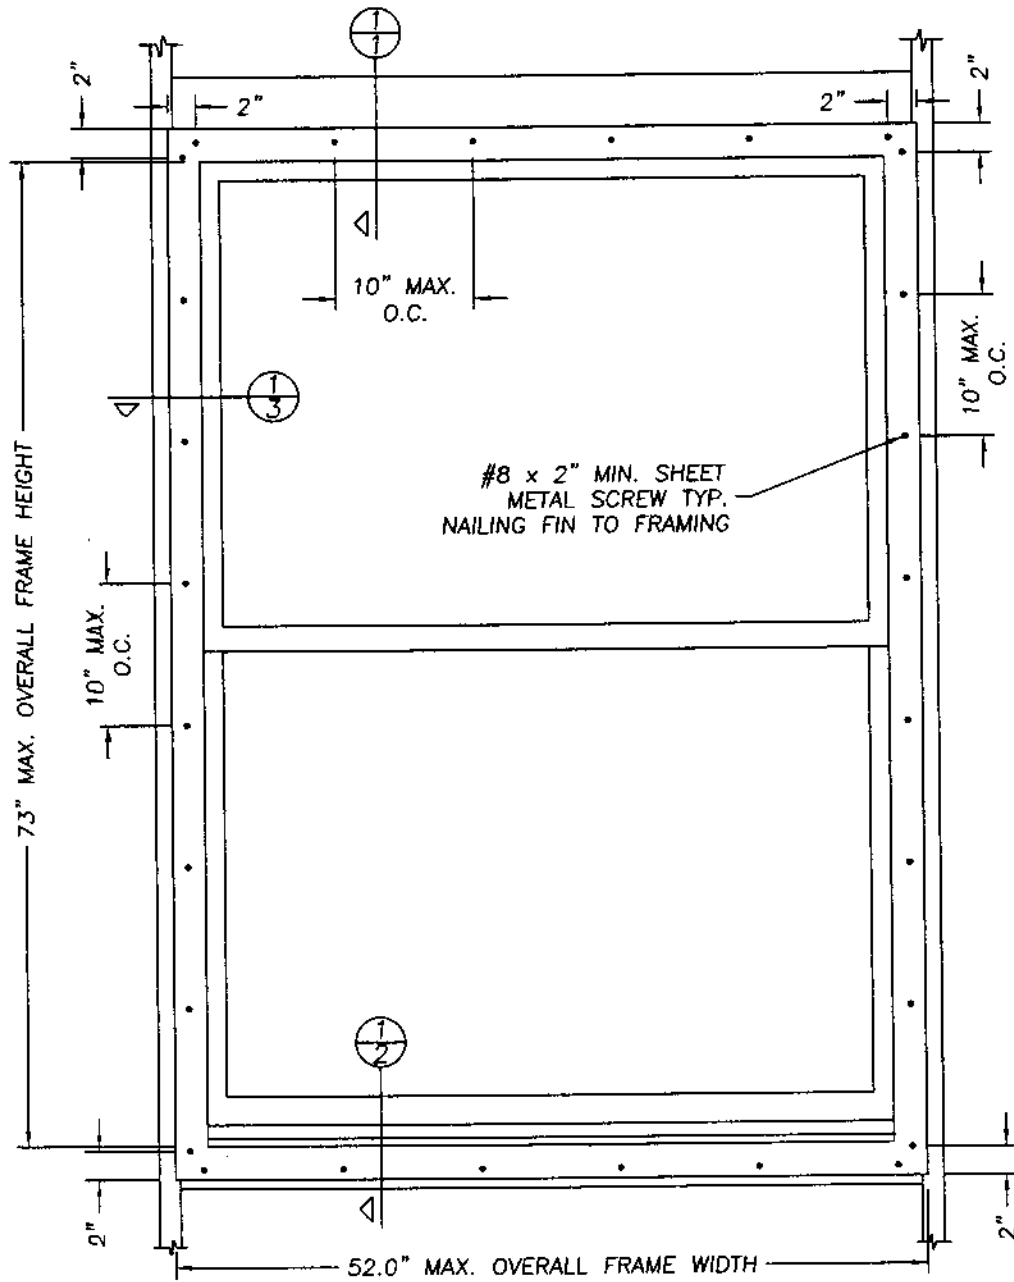 1
1
2"
2"
2"
2"
10" MAX.
O.C.
1
3
10" MAX.
O.C.
#8 x 2" MIN. SHEET
METAL SCREW TYP.
NAILING FIN TO FRAMING
73" MAX. OVERALL FRAME HEIGHT
10" MAX.
O.C.
1
2
2"
2"
52.0" MAX. OVERALL FRAME WIDTH